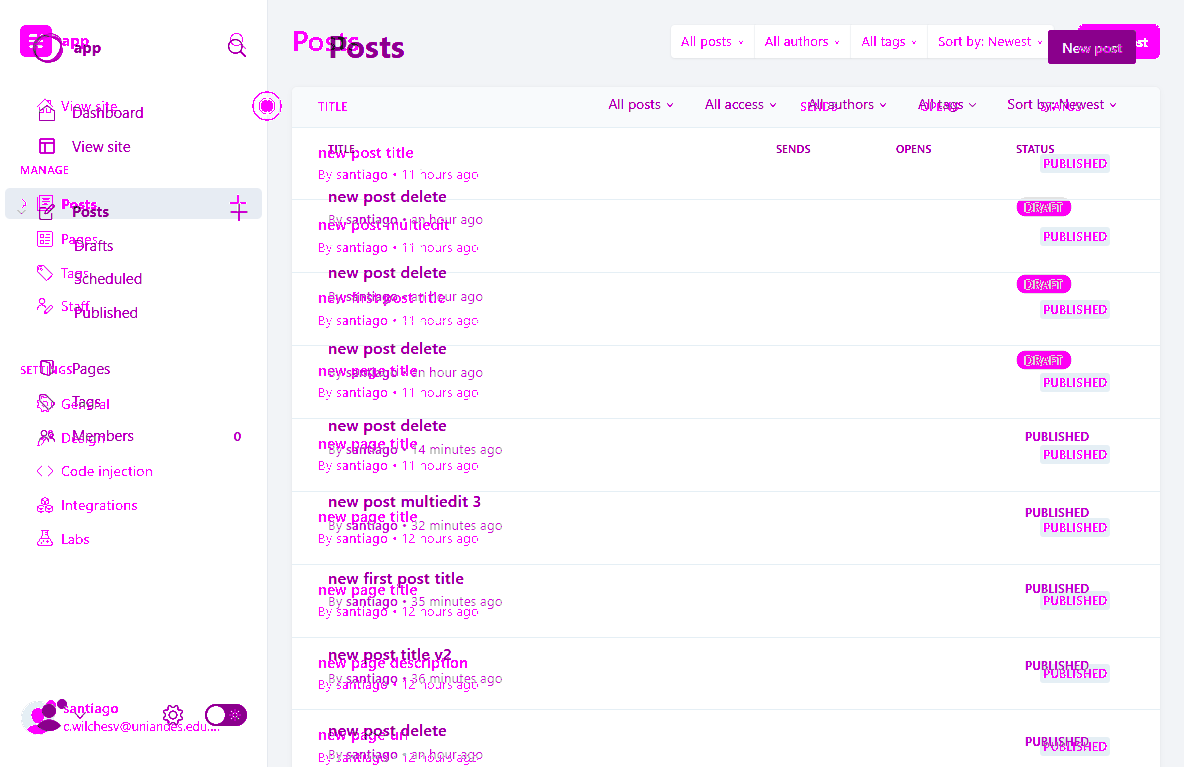 app
app
Posts
Posts
All posts
All authors
All tags
Sort by: Newest
New post
View site
Dashboard
TITLE
SENDS
OPENS
STATUS
All posts
All access
All authors
All tags
Sort by: Newest
View site
MANAGE
TITLE
SENDS
OPENS
STATUS
new post title
PUBLISHED
By santiago • 11 hours ago
Posts
Posts
new post delete
By santiago • an hour ago
DRAFT
new post multiedit
PUBLISHED
By santiago • 11 hours ago
Pages
Drafts
Tags
Scheduled
new post delete
By santiago • an hour ago
DRAFT
new first post title
PUBLISHED
By santiago • 11 hours ago
Staff
Published
new post delete
By santiago • an hour ago
DRAFT
new page title
PUBLISHED
By santiago • 11 hours ago
SETTINGS
Pages
General
Tags
Design
Members
0
new post delete
By santiago • 14 minutes ago
PUBLISHED
new page title
PUBLISHED
By santiago • 11 hours ago
Code injection
Integrations
Labs
new post multiedit 3
By santiago • 32 minutes ago
PUBLISHED
new page title
PUBLISHED
By santiago • 12 hours ago
new first post title
By santiago • 35 minutes ago
PUBLISHED
new page title
PUBLISHED
By santiago • 12 hours ago
new post title v2
By santiago • 36 minutes ago
PUBLISHED
new page description
PUBLISHED
By santiago • 12 hours ago
santiago
c.wilchesv@uniandes.edu....
new post delete
By santiago • an hour ago
PUBLISHED
new page url
PUBLISHED
By santiago • 12 hours ago